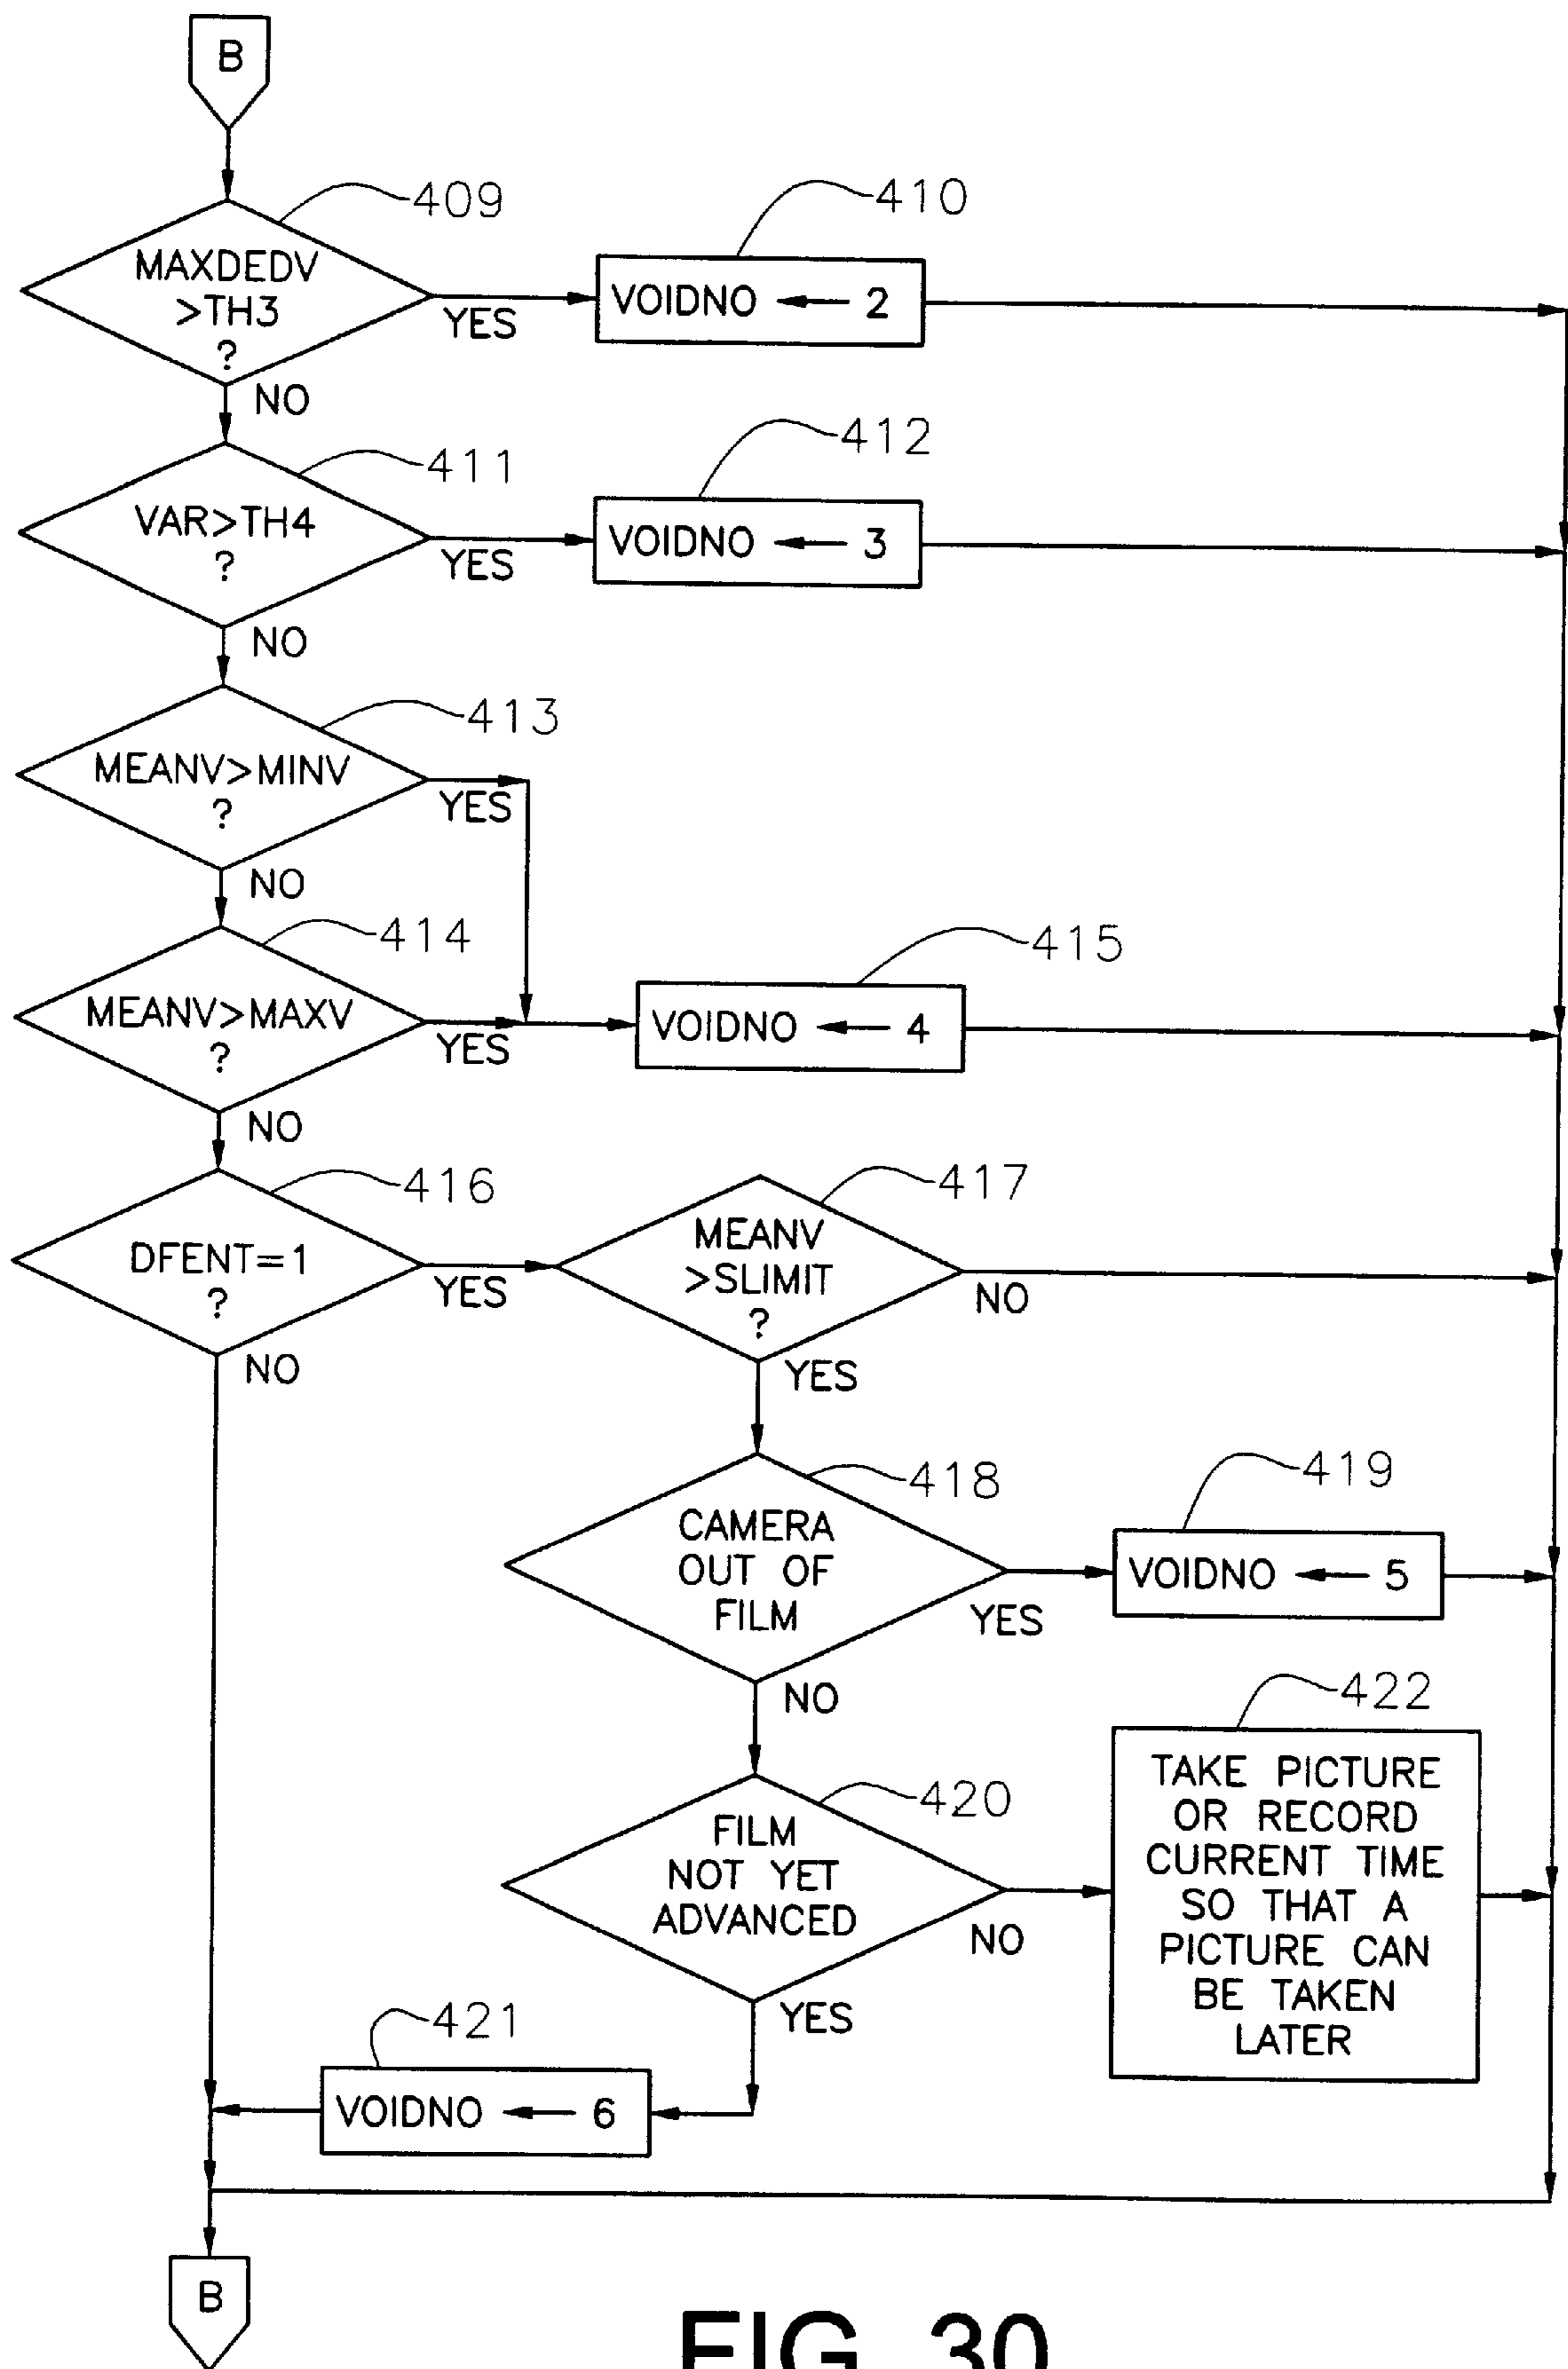 B
409
MAXDEDV
>TH3
?
YES
NO
410
VOIDNO ← 2
411
VAR>TH4
?
YES
NO
412
VOIDNO ← 3
413
MEANV>MINV
?
YES
NO
414
MEANV>MAXV
?
YES
NO
415
VOIDNO ← 4
416
DFENT=1
?
YES
NO
417
MEANV
>SLIMIT
?
NO
YES
418
CAMERA
OUT OF
FILM
YES
NO
419
VOIDNO ← 5
420
FILM
NOT YET
ADVANCED
NO
YES
422
TAKE PICTURE
OR RECORD
CURRENT TIME
SO THAT A
PICTURE CAN
BE TAKEN
LATER
421
VOIDNO ← 6
B
FIG. 30